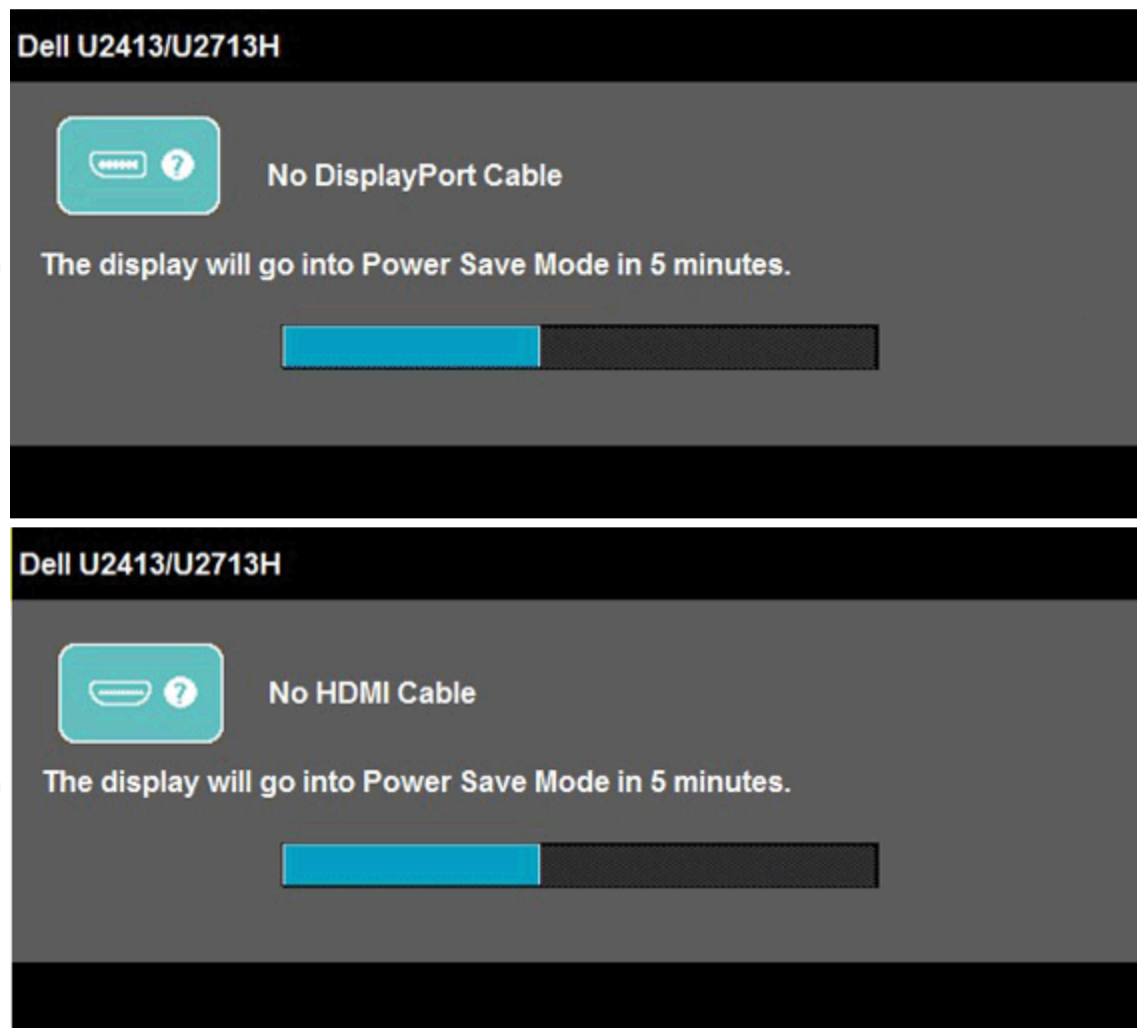 Dell U2413/U2713H
?
No DisplayPort Cable
The display will go into Power Save Mode in 5 minutes.
Dell U2413/U2713H
?
No HDMI Cable
The display will go into Power Save Mode in 5 minutes.